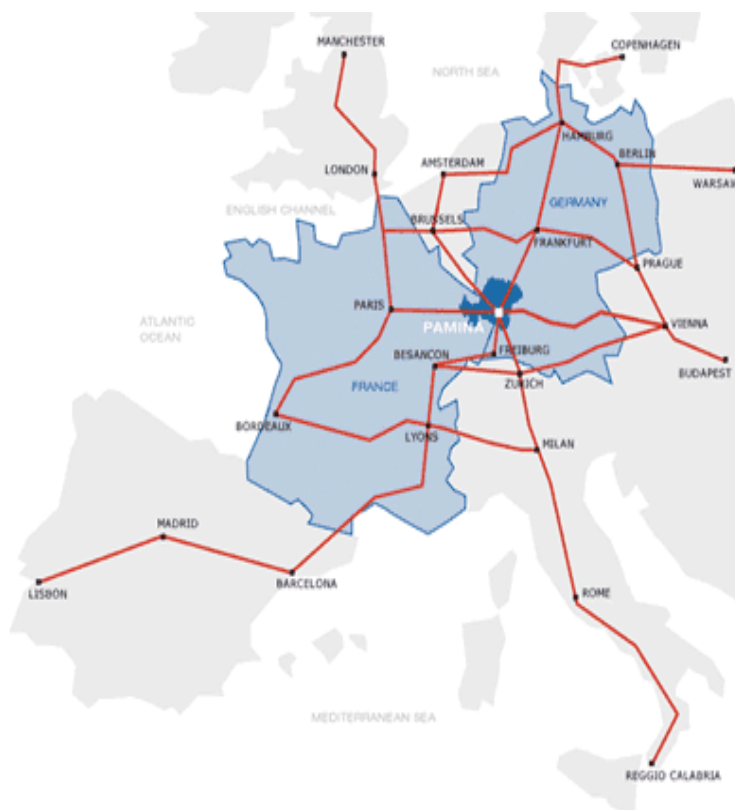 MANCHESTER
COPENHAGEN
NORTH SEA
HAMBURG
BERLIN
LONDON
AMSTERDAM
WARSAW
GERMANY
ENGLISH CHANNEL
BRUSSELS
FRANKFURT
PRAGUE
PARIS
ATLANTIC
OCEAN
PAMINA
VIENNA
BESANCON
FREIBURG
BUDAPEST
FRANCE
ZURICH
BORDEAUX
LYONS
MILAN
MADRID
BARCELONA
LISBON
ROME
MEDITERRANEAN SEA
REGGIO CALABRIA